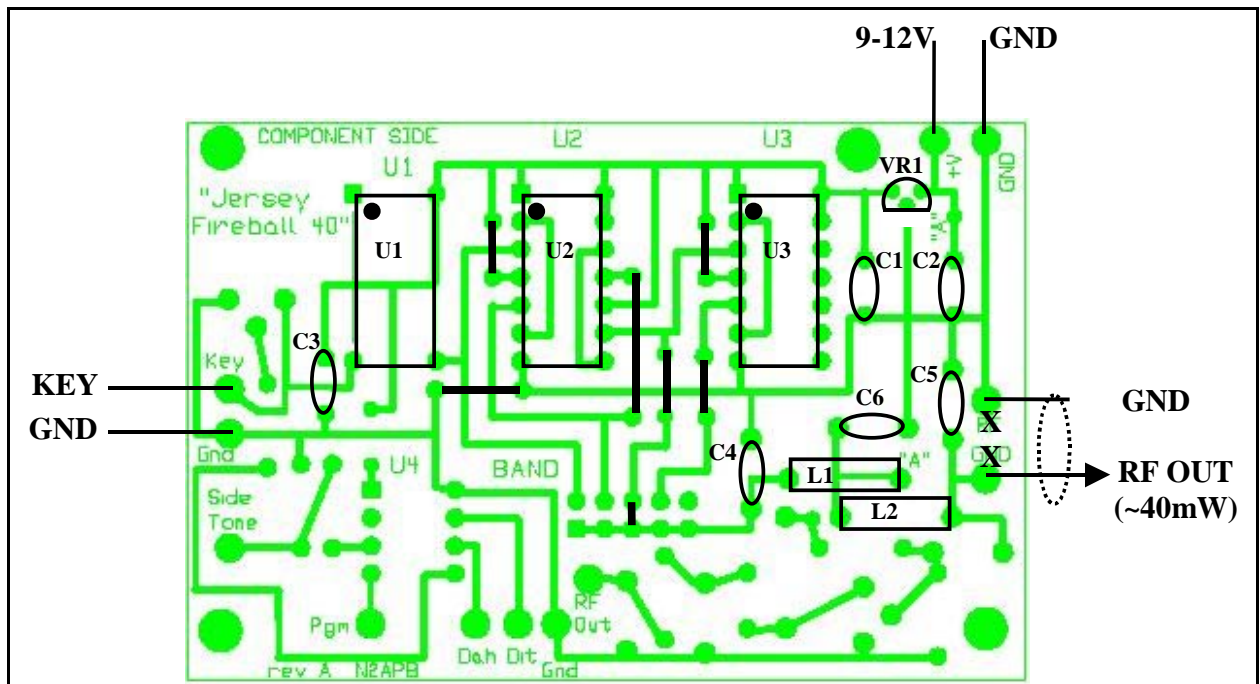 9-12V
GND
COMPONENT SIDE
U1
U2
U3
VR1
+V
GND
"Jersey
Fireball 40"
"A"
U1
U2
U3
C1
C2
C3
Key
KEY
GND
Gnd
C5
C6
GND
X
X
GND
RF OUT
(~40mW)
U4
BAND
C4
L1
"A"
L2
Side
Tone
RF
Out
Pgm
Dah
Dit
Gnd
rev A
N2APB